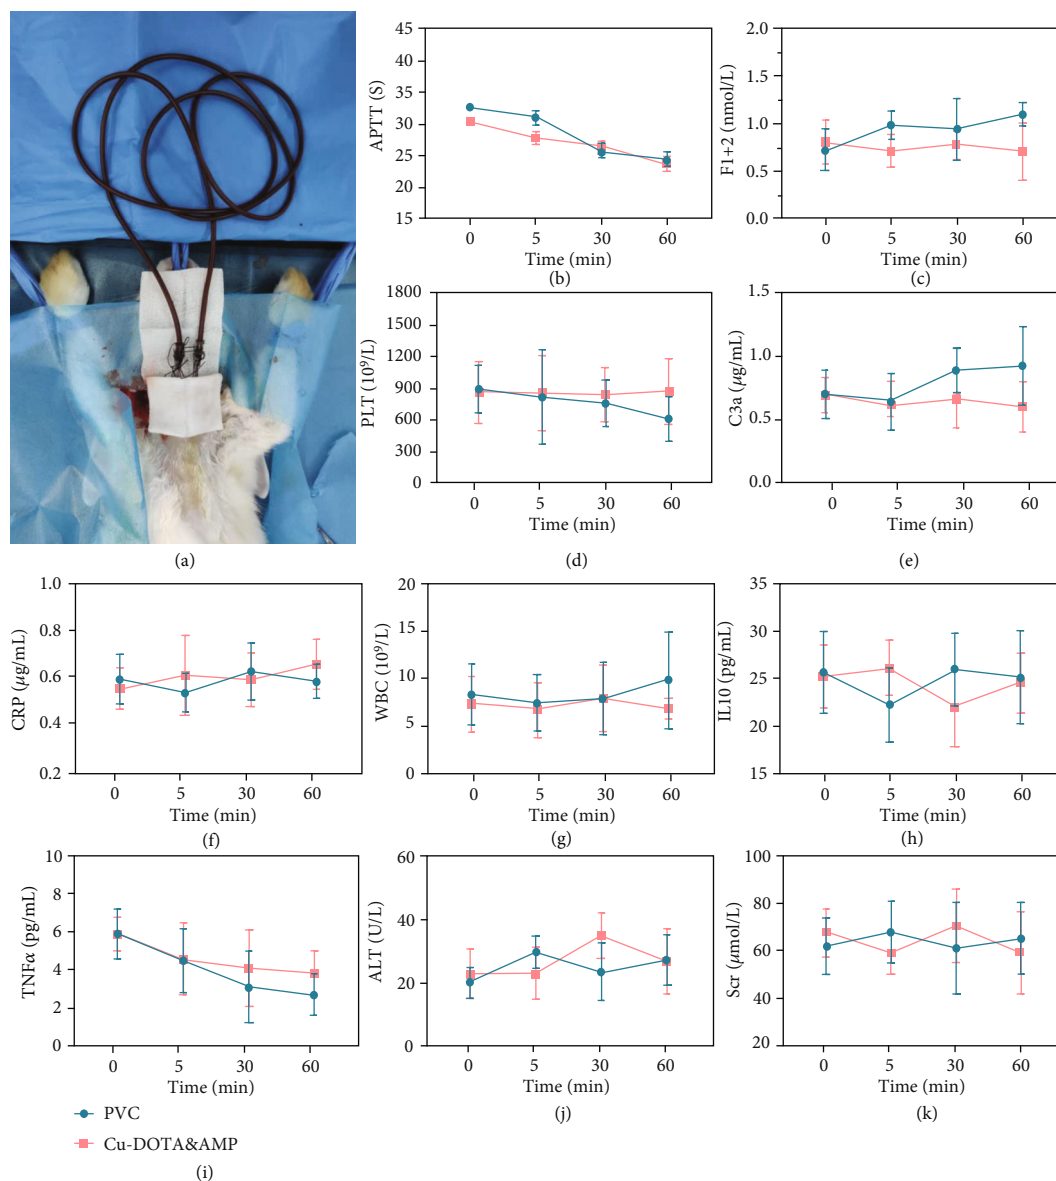 (a)
APTT (S)
45
40
35
30
25
20
15
0 5 30 60
Time (min)
(b)
F1+2 (nmol/L)
2.0
1.5
1.0
0.5
0.0
0 5 30 60
Time (min)
(c)
PLT (10⁹/L)
1800
1500
1200
900
600
300
0
0 5 30 60
Time (min)
(d)
C3a (μg/mL)
1.5
1.0
0.5
0.0
0 5 30 60
Time (min)
(e)
CRP (μg/mL)
1.0
0.8
0.6
0.4
0.2
0 5 30 60
Time (min)
(f)
WBC (10⁹/L)
20
15
10
5
0
0 5 30 60
Time (min)
(g)
IL10 (pg/mL)
35
30
25
20
15
0 5 30 60
Time (min)
(h)
TNFα (pg/mL)
10
8
6
4
2
0
0 5 30 60
Time (min)
PVC
Cu-DOTA&AMP
(i)
ALT (U/L)
60
40
20
0
0 5 30 60
Time (min)
(j)
Scr (μmol/L)
100
80
60
40
20
0 5 30 60
Time (min)
(k)